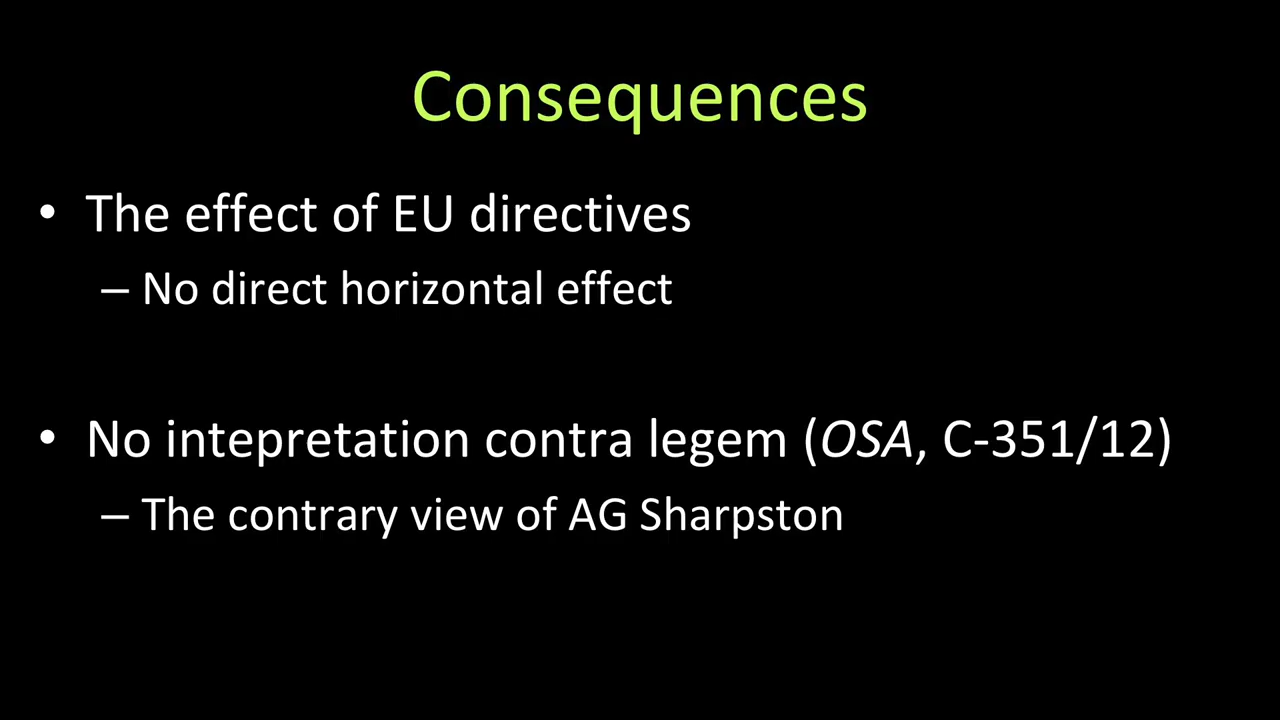 Consequences
• The effect of EU directives
– No direct horizontal effect
• No intepretation contra legem (OSA, C-351/12)
– The contrary view of AG Sharpston